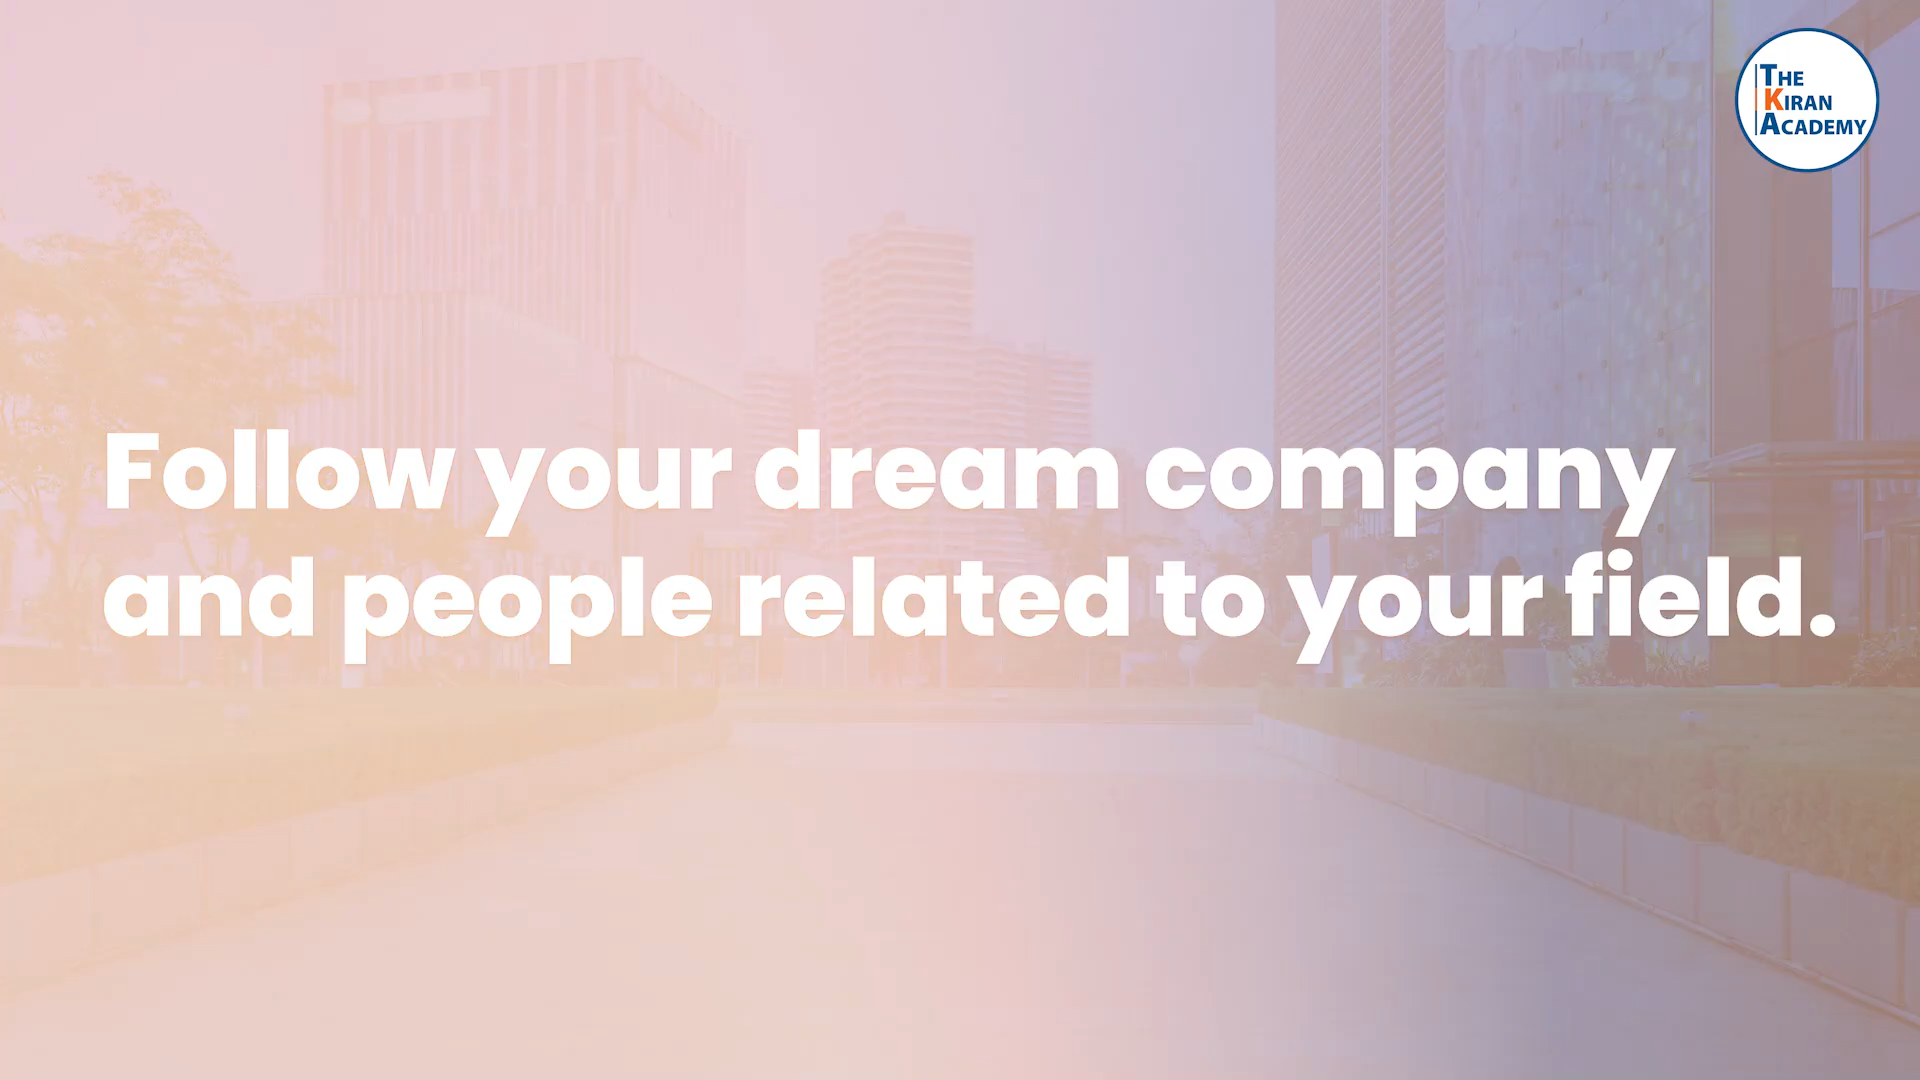 THE
KIRAN
ACADEMY
Follow your dream company
and people related to your field.